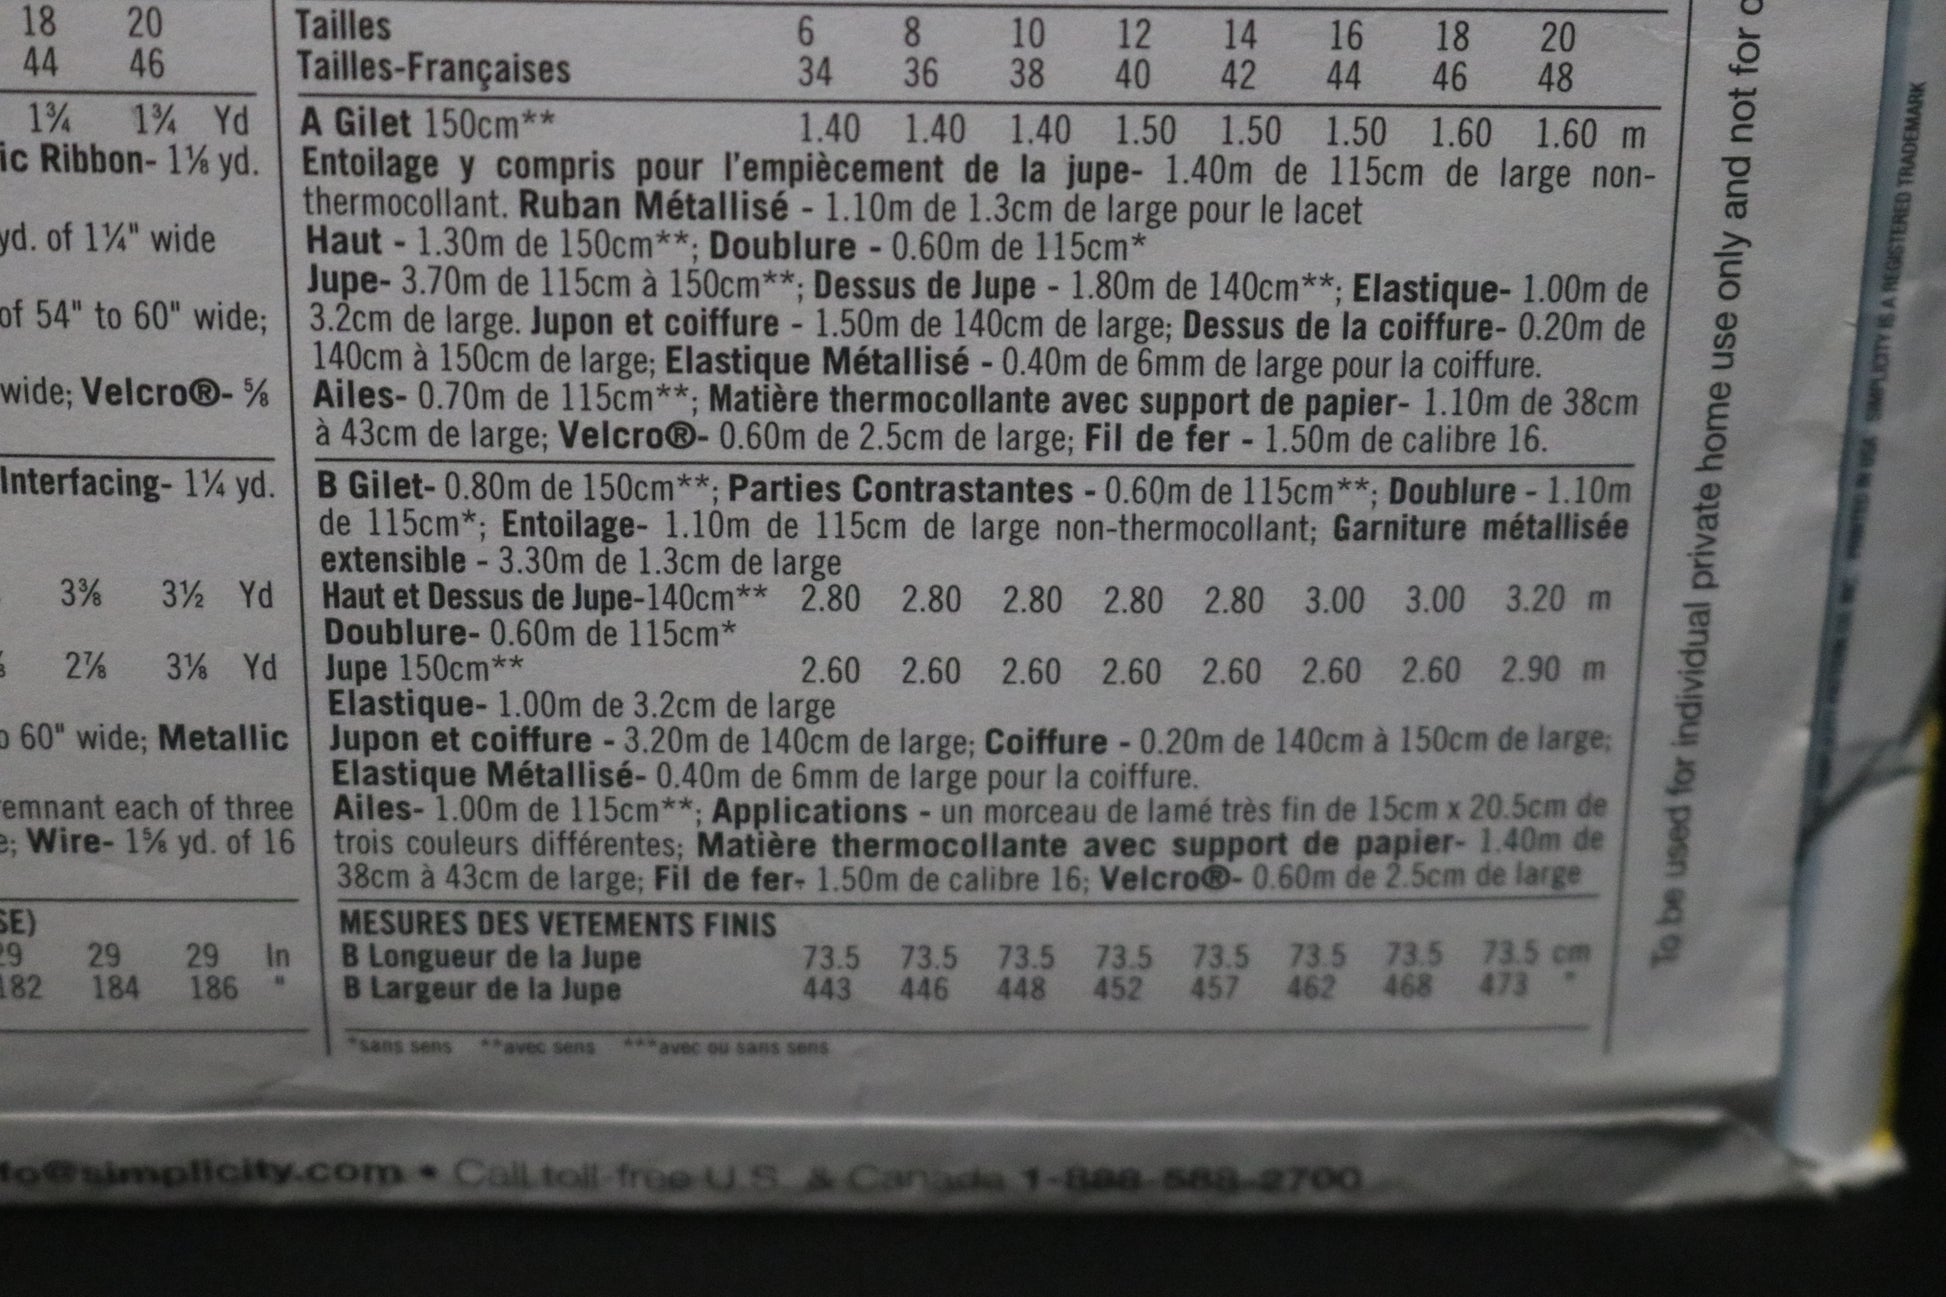 18 20
44 46
1¾ 1¾ Yd
ic Ribbon- 1⅛ yd.
yd. of 1¼" wide
of 54" to 60" wide;
wide; Velcro®- ⅝
Interfacing- 1¼ yd.
3⅜ 3½ Yd
2⅞ 3⅛ Yd
60" wide; Metallic
remnant each of three
; Wire- 1⅝ yd. of 16
SE)
29 29 29 In
182 184 186 "
Tailles 6 8 10 12 14 16 18 20
Tailles-Françaises 34 36 38 40 42 44 46 48
A Gilet 150cm** 1.40 1.40 1.40 1.50 1.50 1.50 1.60 1.60 m
Entoilage y compris pour l'empiècement de la jupe- 1.40m de 115cm de large non-
thermocollant. Ruban Métallisé - 1.10m de 1.3cm de large pour le lacet
Haut - 1.30m de 150cm**; Doublure - 0.60m de 115cm*
Jupe- 3.70m de 115cm à 150cm**; Dessus de Jupe - 1.80m de 140cm**; Elastique- 1.00m de
3.2cm de large. Jupon et coiffure - 1.50m de 140cm de large; Dessus de la coiffure- 0.20m de
140cm à 150cm de large; Elastique Métallisé - 0.40m de 6mm de large pour la coiffure.
Ailes- 0.70m de 115cm**; Matière thermocollante avec support de papier- 1.10m de 38cm
à 43cm de large; Velcro®- 0.60m de 2.5cm de large; Fil de fer - 1.50m de calibre 16.
B Gilet- 0.80m de 150cm**; Parties Contrastantes - 0.60m de 115cm**; Doublure - 1.10m
de 115cm*; Entoilage- 1.10m de 115cm de large non-thermocollant; Garniture métallisée
extensible - 3.30m de 1.3cm de large
Haut et Dessus de Jupe-140cm** 2.80 2.80 2.80 2.80 2.80 3.00 3.00 3.20 m
Doublure- 0.60m de 115cm*
Jupe 150cm** 2.60 2.60 2.60 2.60 2.60 2.60 2.60 2.90 m
Elastique- 1.00m de 3.2cm de large
Jupon et coiffure - 3.20m de 140cm de large; Coiffure - 0.20m de 140cm à 150cm de large;
Elastique Métallisé- 0.40m de 6mm de large pour la coiffure.
Ailes- 1.00m de 115cm**; Applications - un morceau de lamé très fin de 15cm x 20.5cm de
trois couleurs différentes; Matière thermocollante avec support de papier- 1.40m de
38cm à 43cm de large; Fil de fer- 1.50m de calibre 16; Velcro®- 0.60m de 2.5cm de large
MESURES DES VETEMENTS FINIS
B Longueur de la Jupe 73.5 73.5 73.5 73.5 73.5 73.5 73.5 73.5 cm
B Largeur de la Jupe 443 446 448 452 457 462 468 473 "
*sans sens **avec sens ***avec ou sans sens
To be used for individual private home use only and not for
SIMPLICITY IS A REGISTERED TRADEMARK
fo@simplicity.com • Call toll-free U.S. & Canada 1-888-588-2700